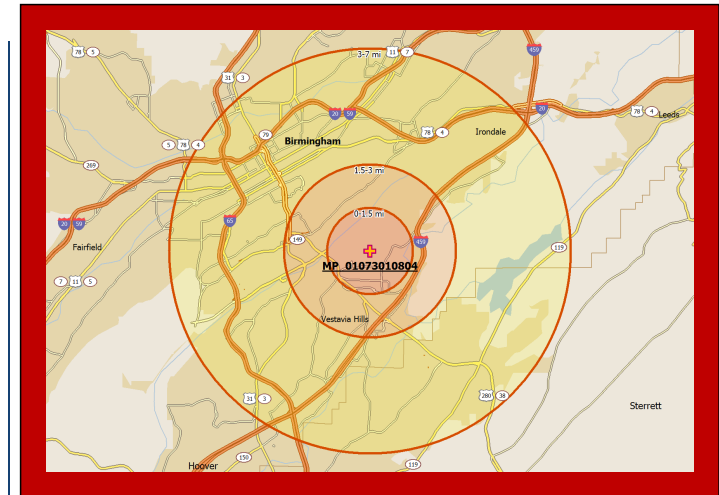 78 5
3-7 mi
11 7
459
31 3
20
20 59
78 4
Leeds
79
78 4
Irondale
5 78 4
Birmingham
269
1.5-3 mi
0-1.5 mi
65
20 59
149
459
Fairfield
119
MP 01073010804
7 11 5
Vestavia Hills
31 3
280 38
Sterrett
150
Hoover
119